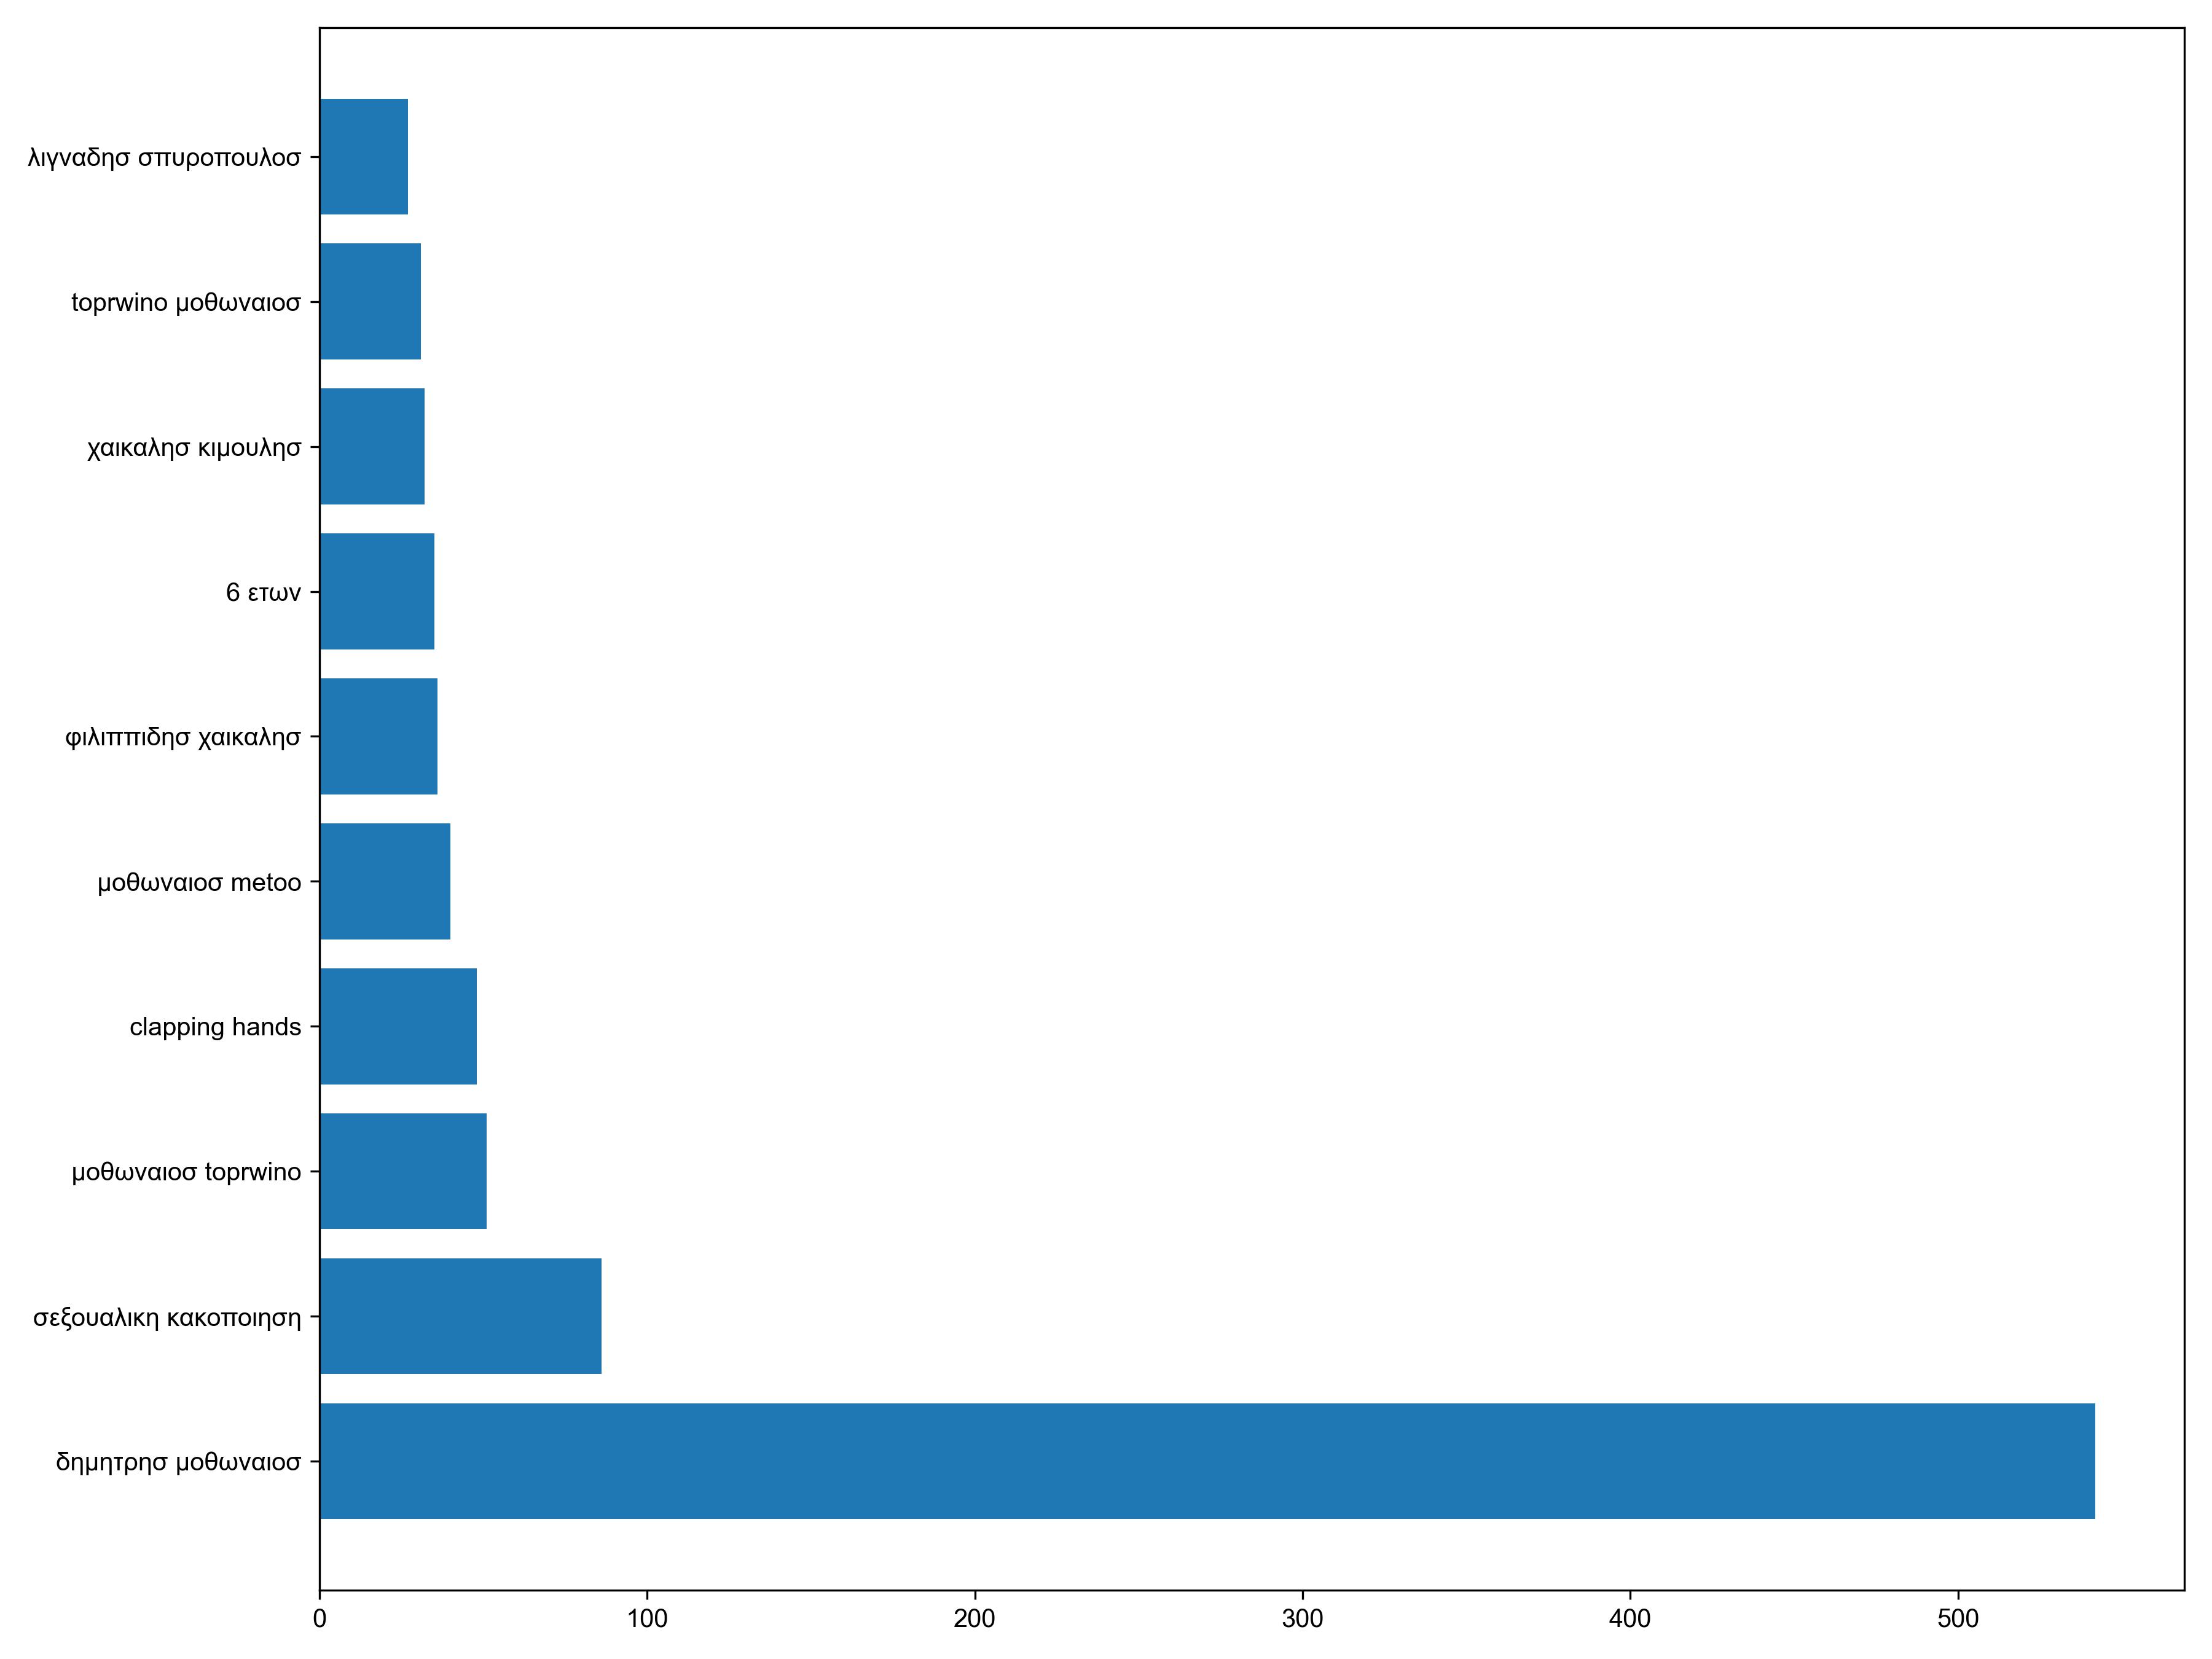 λιγναδησ σπυροπουλοσ
toprwino μοθωναιοσ
χαικαλησ κιμουλησ
6 ετων
φιλιππιδησ χαικαλησ
μοθωναιοσ metoo
clapping hands
μοθωναιοσ toprwino
σεξουαλικη κακοποιηση
δημητρησ μοθωναιοσ
0 100 200 300 400 500